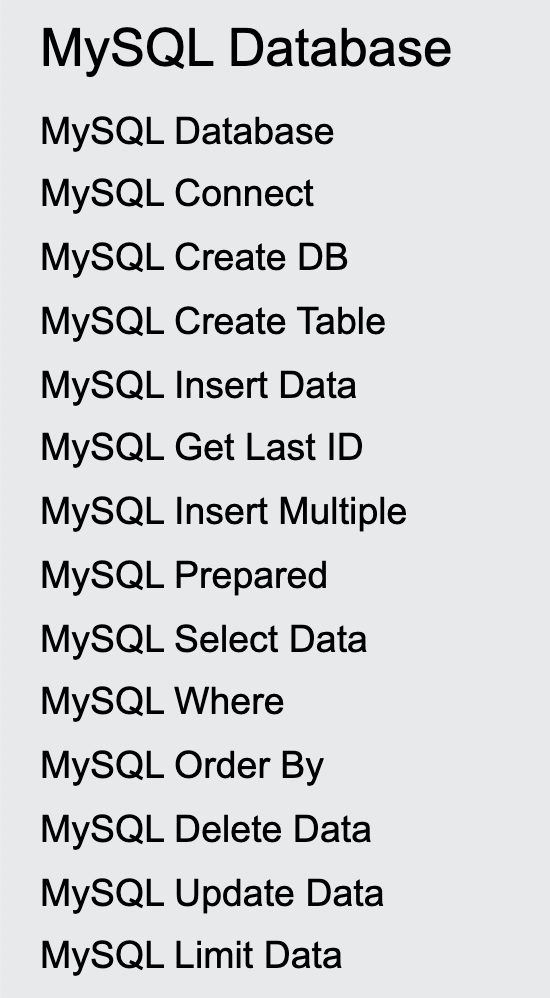 MySQL Database
MySQL Database
MySQL Connect
MySQL Create DB
MySQL Create Table
MySQL Insert Data
MySQL Get Last ID
MySQL Insert Multiple
MySQL Prepared
MySQL Select Data
MySQL Where
MySQL Order By
MySQL Delete Data
MySQL Update Data
MySQL Limit Data